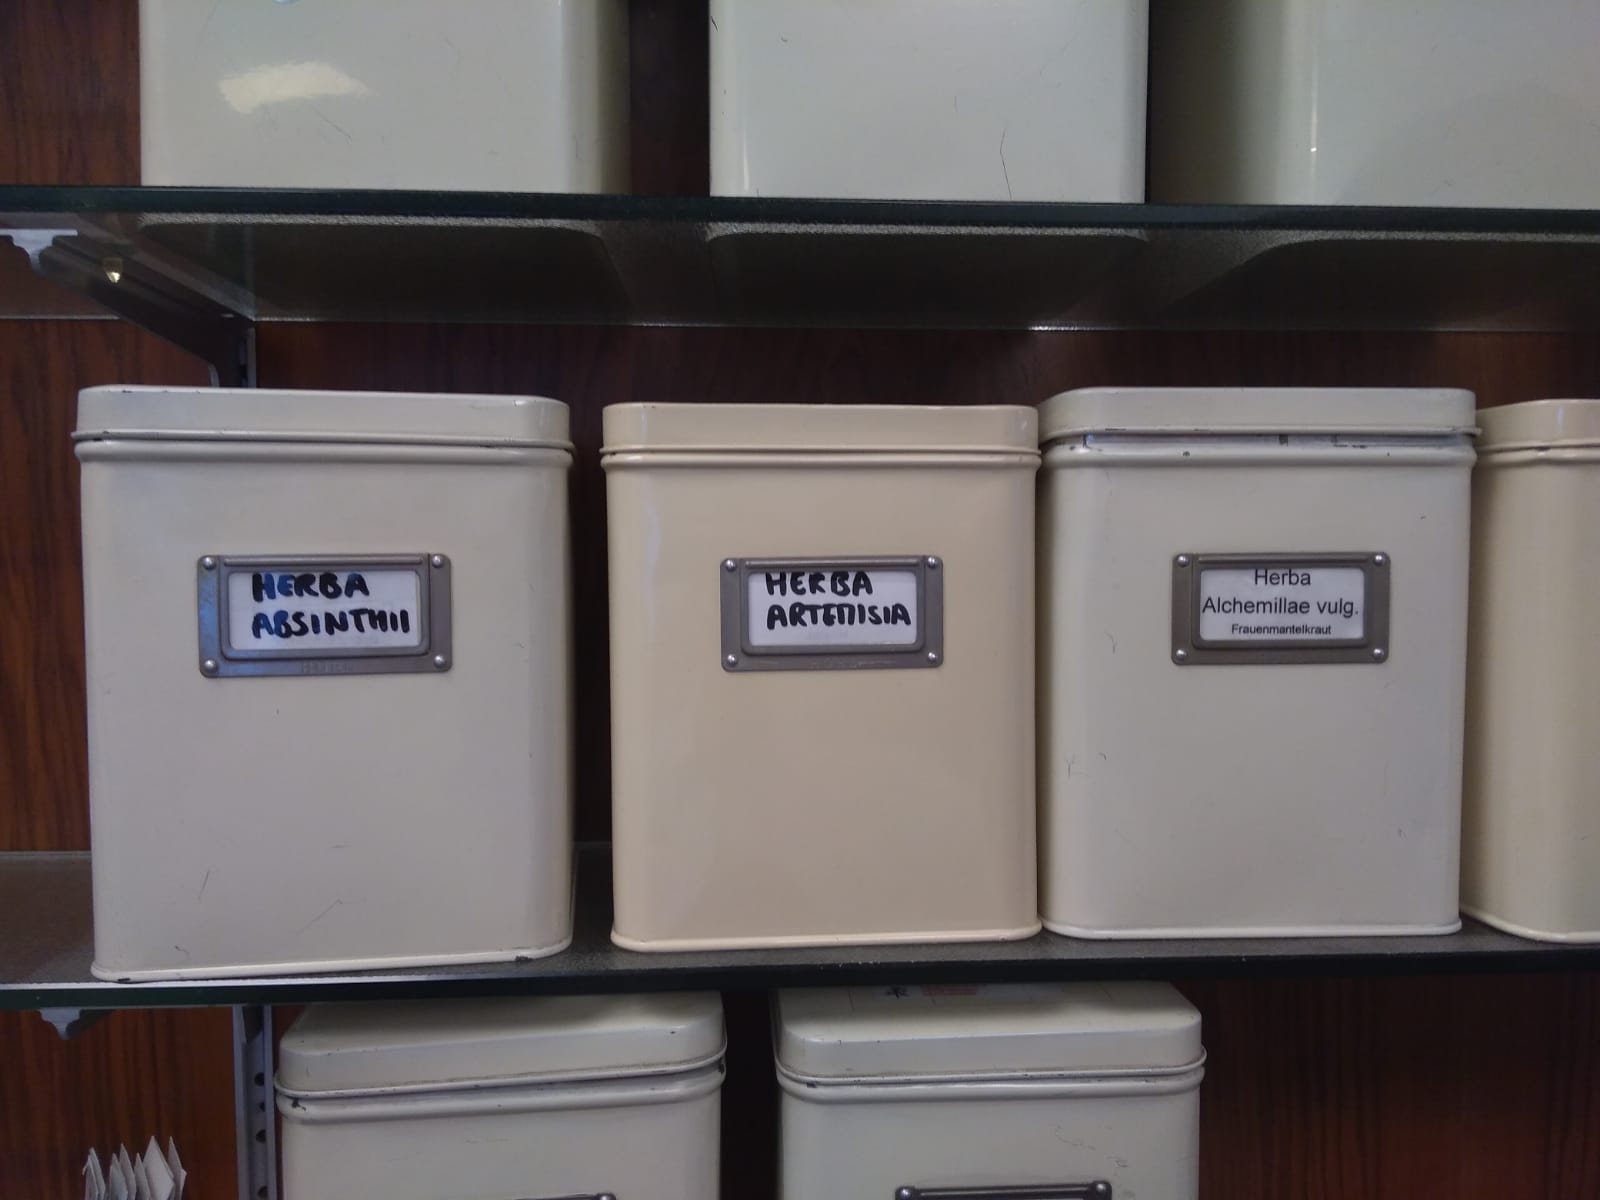 HERBA
ABSINTHII
HERBA
ARTEMISIA
Herba
Alchemillae vulg.
Frauenmantelkraut